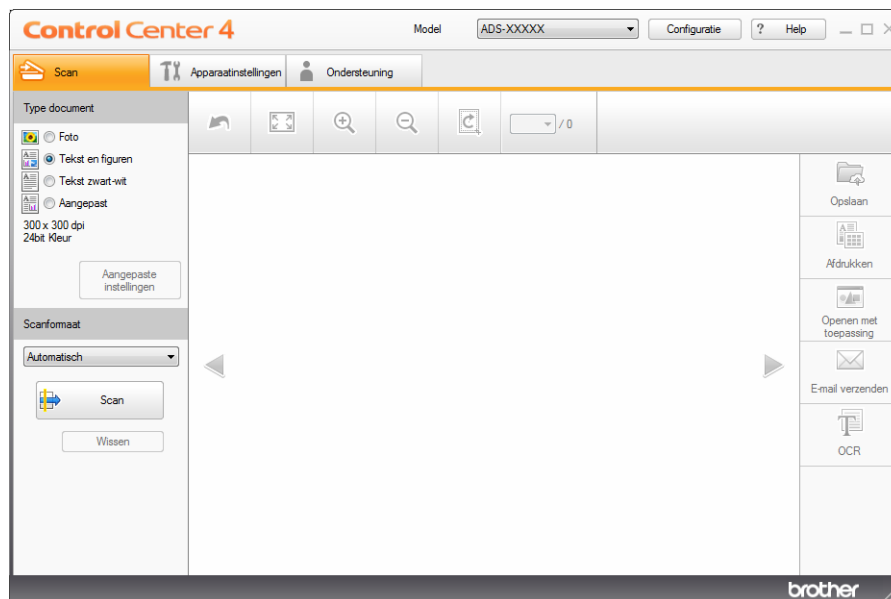 Control Center 4
Model
ADS-XXXXX
Configuratie
? Help
Scan
Apparaatinstellingen
Ondersteuning
Type document
Foto
Tekst en figuren
Tekst zwart-wit
Aangepast
300 x 300 dpi
24bit Kleur
Aangepaste
instellingen
Scanformaat
Automatisch
Scan
Wissen
/ 0
Opslaan
Afdrukken
Openen met
toepassing
E-mail verzenden
OCR
brother